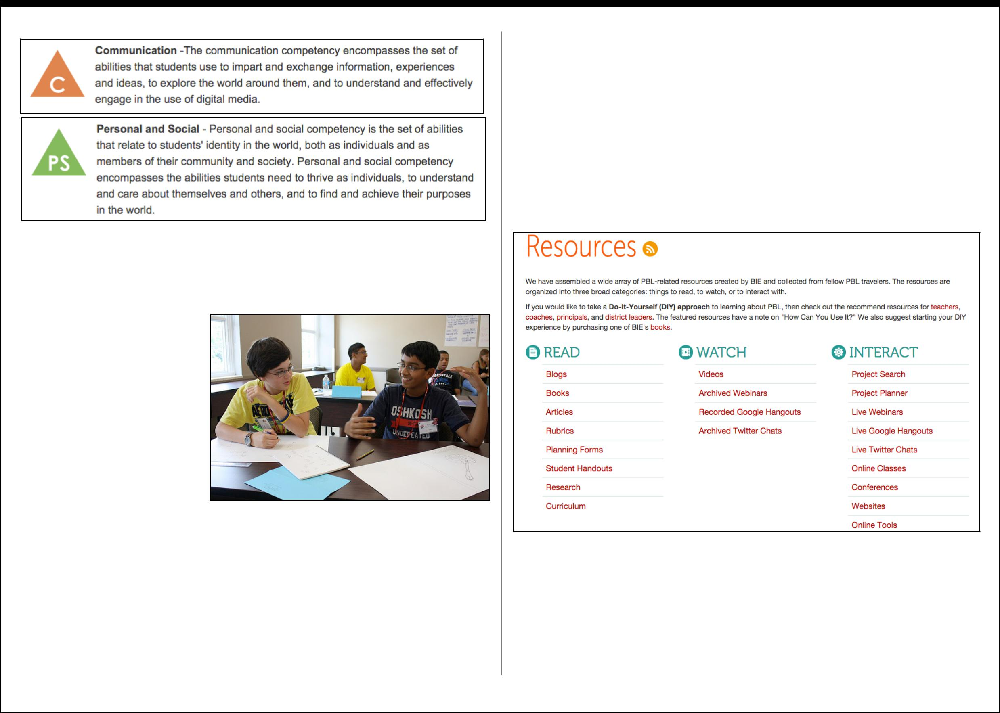 C
Communication -The communication competency encompasses the set of
abilities that students use to impart and exchange information, experiences
and ideas, to explore the world around them, and to understand and effectively
engage in the use of digital media.
PS
Personal and Social - Personal and social competency is the set of abilities
that relate to students' identity in the world, both as individuals and as
members of their community and society. Personal and social competency
encompasses the abilities students need to thrive as individuals, to understand
and care about themselves and others, and to find and achieve their purposes
in the world.
OSHKOSH
UNDEFEATED
Resources
We have assembled a wide array of PBL-related resources created by BIE and collected from fellow PBL travelers. The resources are
organized into three broad categories: things to read, to watch, or to interact with.
If you would like to take a Do-It-Yourself (DIY) approach to learning about PBL, then check out the recommend resources for teachers,
coaches, principals, and district leaders. The featured resources have a note on "How Can You Use It?" We also suggest starting your DIY
experience by purchasing one of BIE's books.
READ
Blogs
Books
Articles
Rubrics
Planning Forms
Student Handouts
Research
Curriculum
WATCH
Videos
Archived Webinars
Recorded Google Hangouts
Archived Twitter Chats
INTERACT
Project Search
Project Planner
Live Webinars
Live Google Hangouts
Live Twitter Chats
Online Classes
Conferences
Websites
Online Tools